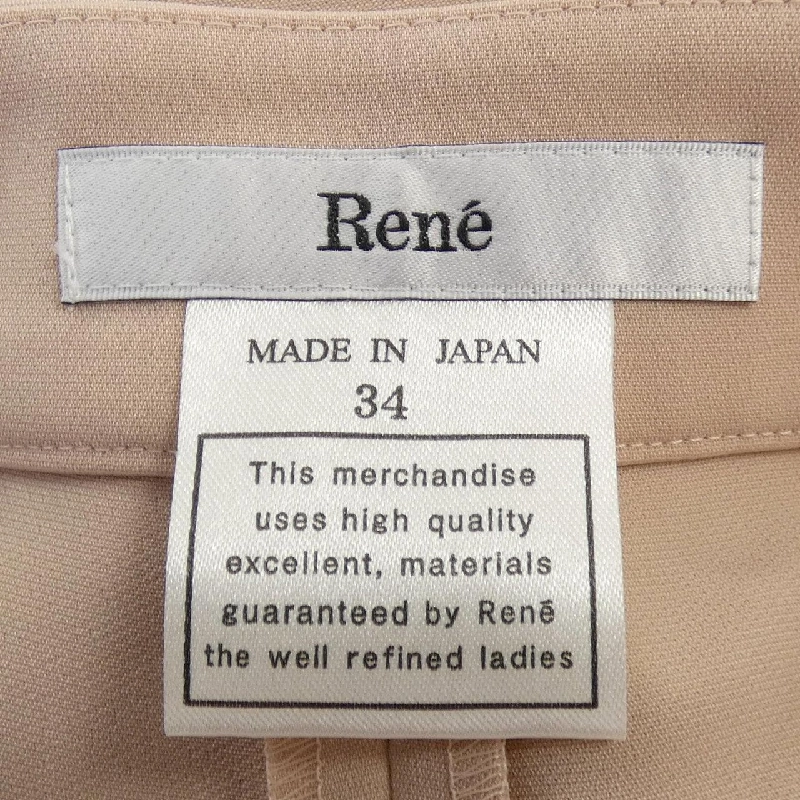 René
MADE IN JAPAN
34
This merchandise
uses high quality
excellent, materials
guaranteed by René
the well refined ladies